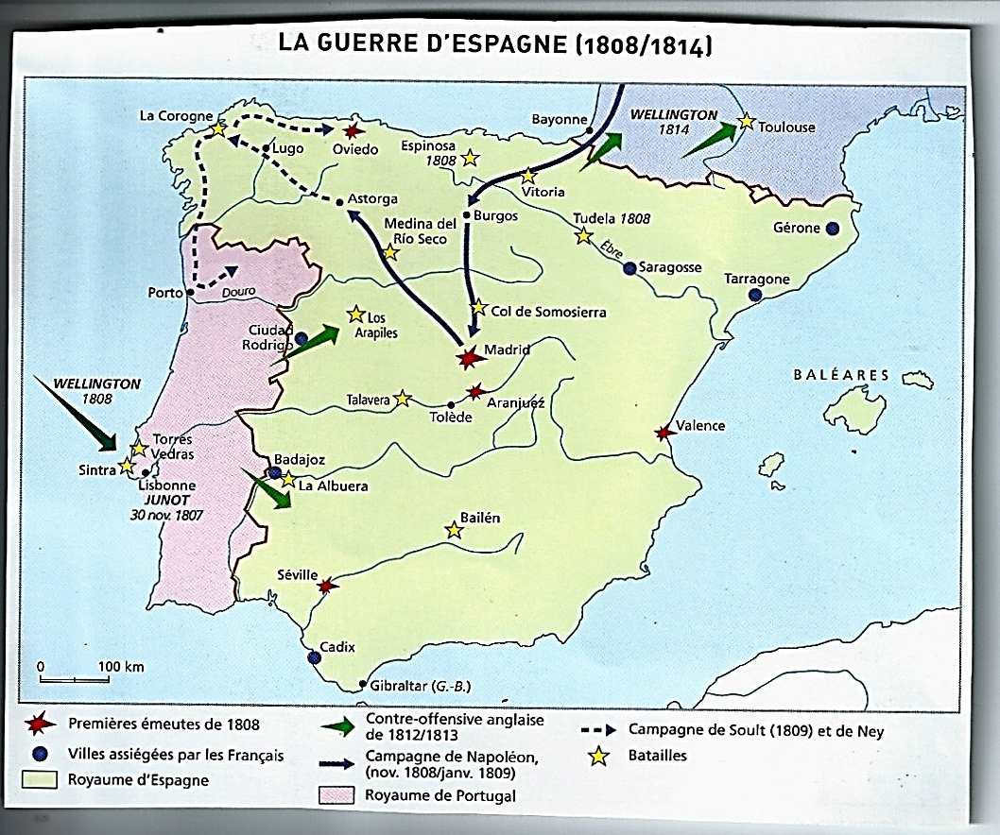 LA GUERRE D'ESPAGNE (1808/1814)
La Corogne
Lugo
Oviedo
Espinosa
1808
Bayonne
WELLINGTON
1814
Toulouse
Vitoria
Astorga
Burgos
Medina del
Río Seco
Tudela 1808
Èbre
Saragosse
Gérone
Tarragone
Porto
Douro
Ciudad
Rodrigo
Los
Arapiles
Col de Somosierra
Madrid
WELLINGTON
1808
Talavera
Tolède
Aranjuez
BALÉARES
Valence
Torrès
Vedras
Sintra
Lisbonne
JUNOT
30 nov. 1807
Badajoz
La Albuera
Bailén
Séville
Cadix
Gibraltar (G.-B.)
0 100 km
Premières émeutes de 1808
Villes assiégées par les Français
Royaume d'Espagne
Contre-offensive anglaise
de 1812/1813
Campagne de Napoléon,
(nov. 1808/janv. 1809)
Royaume de Portugal
Campagne de Soult (1809) et de Ney
Batailles